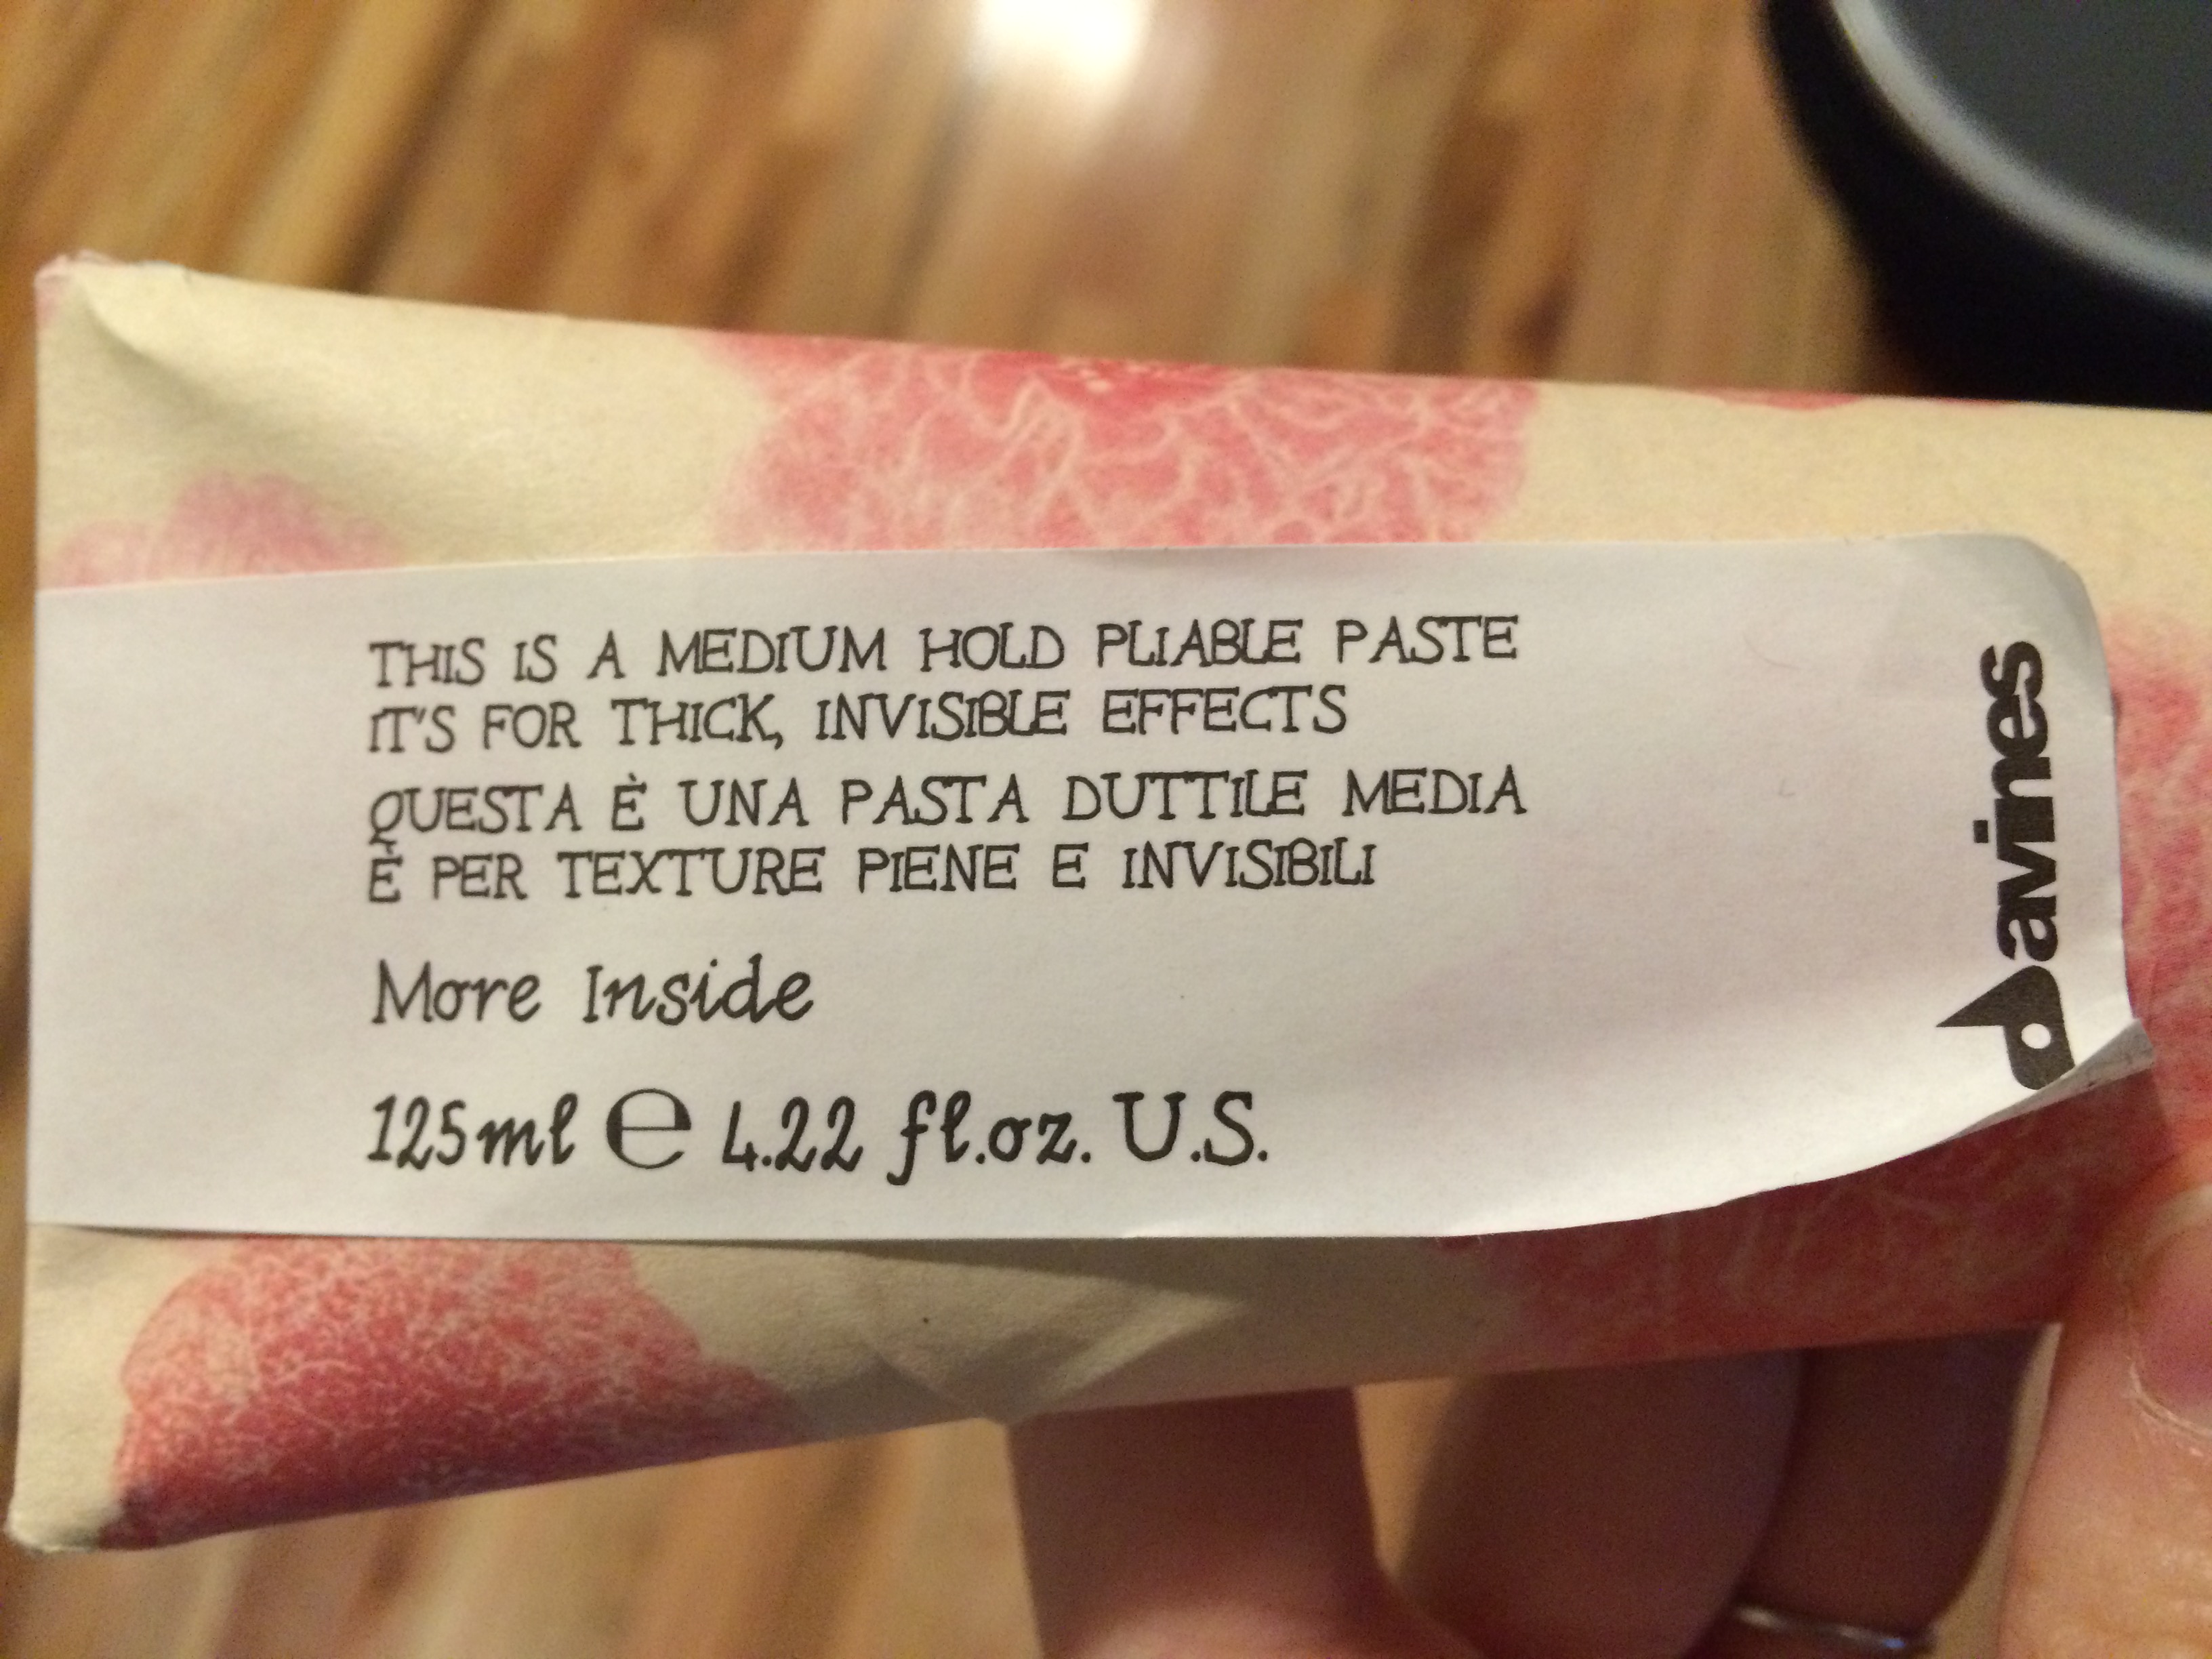 THIS IS A MEDIUM HOLD PLIABLE PASTE
IT'S FOR THICK, INVISIBLE EFFECTS
QUESTA È UNA PASTA DUTTILE MEDIA
È PER TEXTURE PIENE E INVISIBILI
More Inside
125ml e 4.22 fl.oz. U.S.
davines